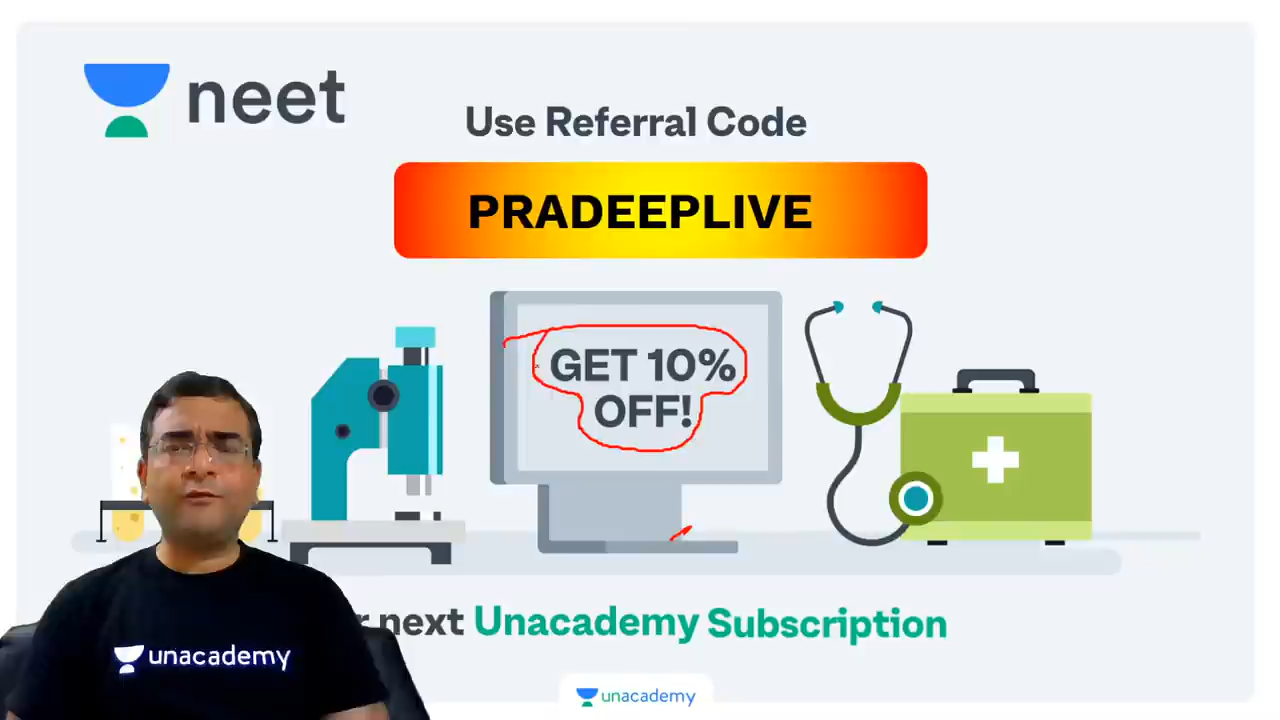 neet
Use Referral Code
PRADEEPLIVE
GET 10%
OFF!
next Unacademy Subscription
unacademy
unacademy